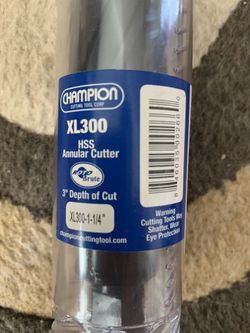 CHAMPION
CUTTING TOOL CORP
XL300
HSS
Annular Cutter
ROTO
Brute
3" Depth of Cut
XL300-1-1/4"
championcuttingtool.com
Warning
Cutting Tools May
Shatter, Wear
Eye Protection